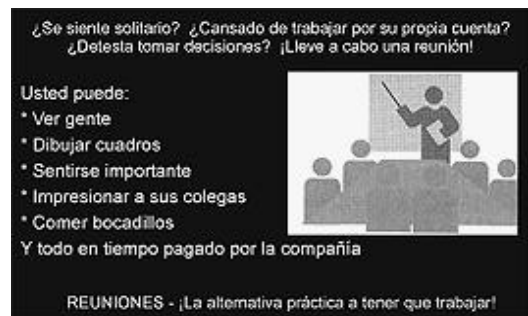 ¿Se siente solitario? ¿Cansado de trabajar por su propia cuenta?
¿Detesta tomar decisiones? ¡Lleve a cabo una reunión!
Usted puede:
* Ver gente
* Dibujar cuadros
* Sentirse importante
* Impresionar a sus colegas
* Comer bocadillos
Y todo en tiempo pagado por la compañía
REUNIONES - ¡La alternativa práctica a tener que trabajar!